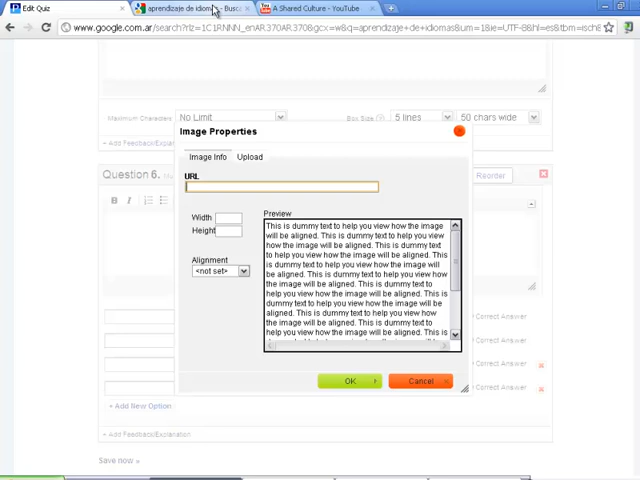 Edit Quiz
aprendizaje de idiomas - Busca
A Shared Culture - YouTube
www.google.com.ar/search?rlz=1C1RNNN_enAR370AR370&gcx=w&q=aprendizaje+de+idiomas&um=1&ie=UTF-8&hl=es&tbm=isch&
Maximum Characters
No Limit
Box Size
5 lines
50 chars wide
+ Add Feedback/Expla
Image Properties
Image Info
Upload
Question 6.
Reorder
URL
B
I
Width
Height
Alignment
<not set>
Preview
This is dummy text to help you view how the image
will be aligned. This is dummy text to help you view
how the image will be aligned. This is dummy text
to help you view how the image will be aligned. This
is dummy text to help you view how the image will
be aligned. This is dummy text to help you view
how the image will be aligned. This is dummy text to
help you view how the image will be aligned. This is
dummy text to help you view how the image will be
aligned. This is dummy text to help you view how
the image will be aligned. This is dummy text to
help you view how the image will be aligned. This is
Correct Answer
Correct Answer
Correct Answer
Correct Answer
OK
Cancel
+ Add New Option
+ Add Feedback/Explanation
Save now »